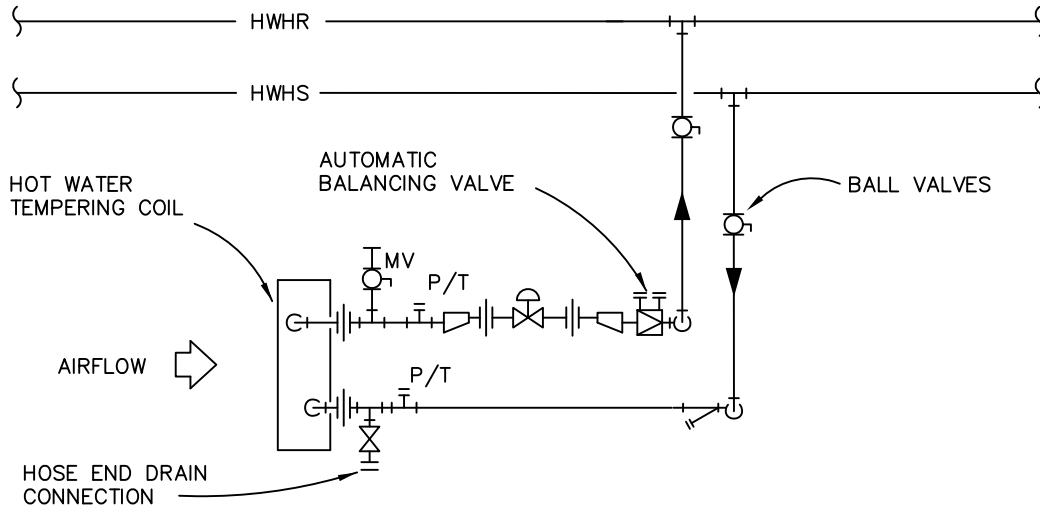 HWHR
HWHS
AUTOMATIC
BALANCING VALVE
HOT WATER
TEMPERING COIL
BALL VALVES
MV
P/T
AIRFLOW
P/T
HOSE END DRAIN
CONNECTION